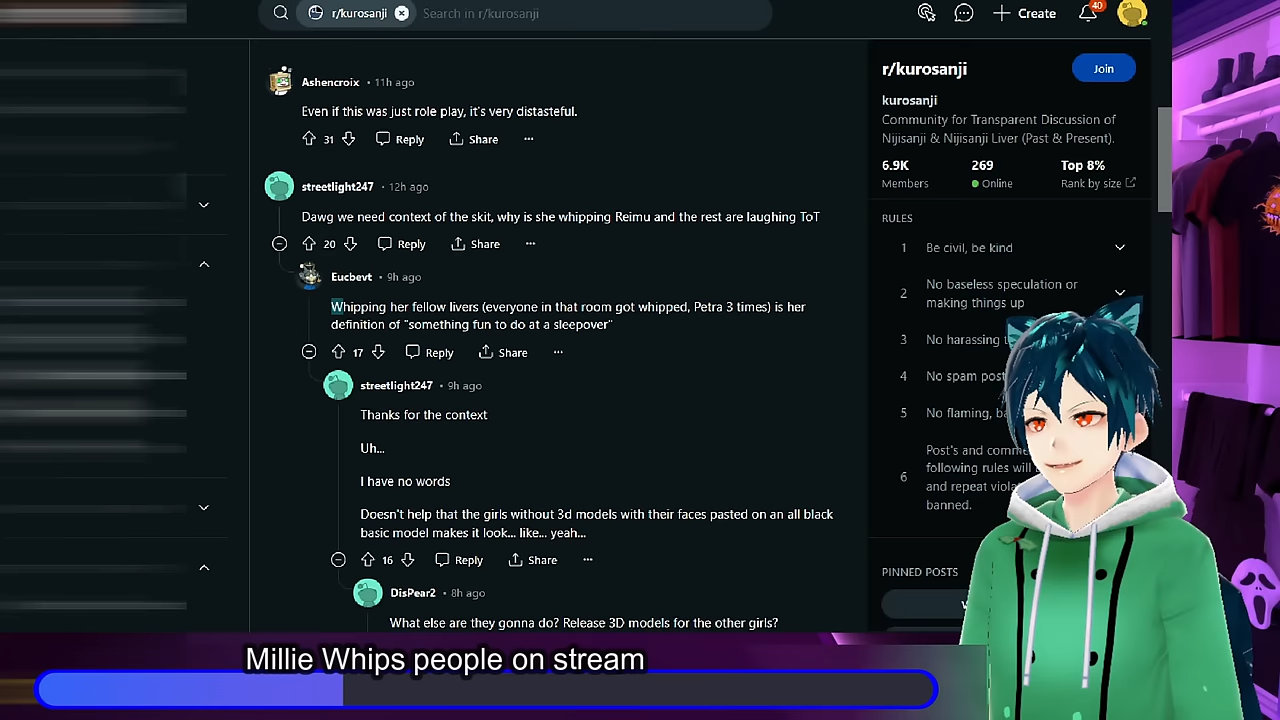 r/kurosanji
Search in r/kurosanji
Create
40
Ashencroix • 11h ago
Even if this was just role play, it's very distasteful.
31 Reply Share ...
streetlight247 • 12h ago
Dawg we need context of the skit, why is she whipping Reimu and the rest are laughing ToT
20 Reply Share ...
Eucbevt • 9h ago
Whipping her fellow livers (everyone in that room got whipped, Petra 3 times) is her
definition of "something fun to do at a sleepover"
17 Reply Share ...
streetlight247 • 9h ago
Thanks for the context
Uh...
I have no words
Doesn't help that the girls without 3d models with their faces pasted on an all black
basic model makes it look... like... yeah...
16 Reply Share ...
DisPear2 • 8h ago
What else are they gonna do? Release 3D models for the other girls?
r/kurosanji
Join
kurosanji
Community for Transparent Discussion of
Nijisanji & Nijisanji Liver (Past & Present).
6.9K 269 Top 8%
Members Online Rank by size
RULES
1 Be civil, be kind
2 No baseless speculation or
making things up
3 No harassing
4 No spam post
5 No flaming, ba
6 Post's and comme
following rules will
and repeat viola
banned.
PINNED POSTS
Millie Whips people on stream